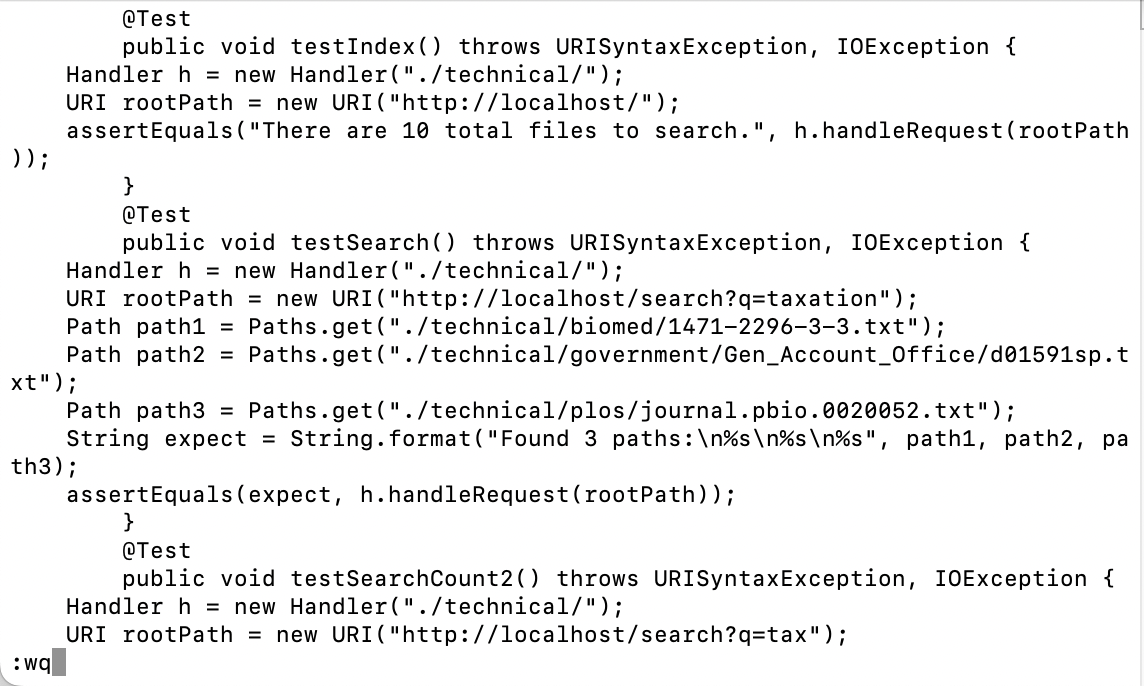 @Test
        public void testIndex() throws URISyntaxException, IOException {
    Handler h = new Handler("./technical/");
    URI rootPath = new URI("http://localhost/");
    assertEquals("There are 10 total files to search.", h.handleRequest(rootPath
));
        }
        @Test
        public void testSearch() throws URISyntaxException, IOException {
    Handler h = new Handler("./technical/");
    URI rootPath = new URI("http://localhost/search?q=taxation");
    Path path1 = Paths.get("./technical/biomed/1471-2296-3-3.txt");
    Path path2 = Paths.get("./technical/government/Gen_Account_Office/d01591sp.t
xt");
    Path path3 = Paths.get("./technical/plos/journal.pbio.0020052.txt");
    String expect = String.format("Found 3 paths:\n%s\n%s\n%s", path1, path2, pa
th3);
    assertEquals(expect, h.handleRequest(rootPath));
        }
        @Test
        public void testSearchCount2() throws URISyntaxException, IOException {
    Handler h = new Handler("./technical/");
    URI rootPath = new URI("http://localhost/search?q=tax");
:wq